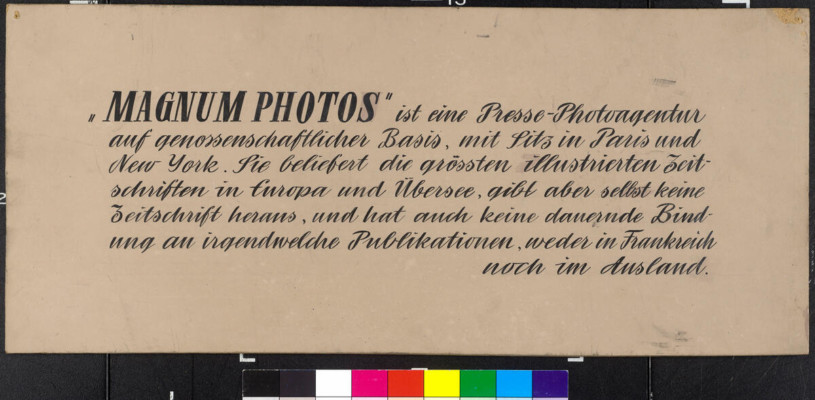 „MAGNUM PHOTOS" ist eine Presse-Photoagentur
auf genossenschaftlicher Basis, mit Sitz in Paris und
New York. Sie beliefert die grössten illustrierten Zeit-
schriften in Europa und Übersee, gibt aber selbst keine
Zeitschrift heraus, und hat auch keine dauernde Bind-
ung an irgendwelche Publikationen, weder in Frankreich
noch im Ausland.